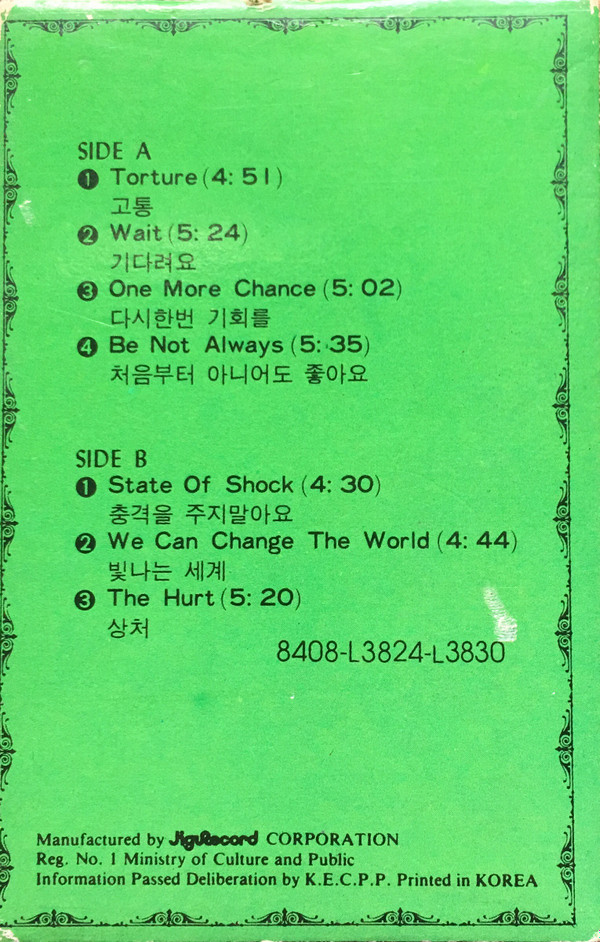 SIDE A
❶ Torture (4: 51)
고통
❷ Wait (5: 24)
기다려요
❸ One More Chance (5: 02)
다시한번 기회를
❹ Be Not Always (5: 35)
처음부터 아니어도 좋아요
SIDE B
❶ State Of Shock (4: 30)
충격을 주지말아요
❷ We Can Change The World (4: 44)
빛나는 세계
❸ The Hurt (5: 20)
상처
8408-L3824-L3830
Manufactured by JiguRecord CORPORATION
Reg. No. 1 Ministry of Culture and Public
Information Passed Deliberation by K.E.C.P.P. Printed in KOREA